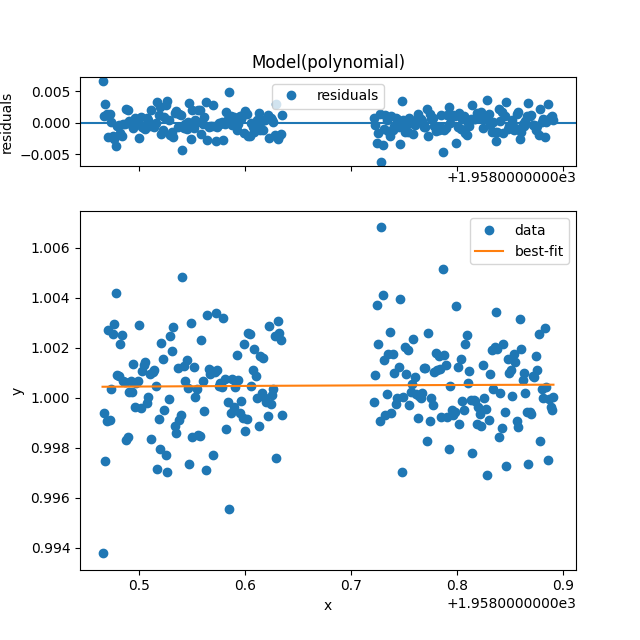 Model(polynomial)
residuals
0.005
0.000
−0.005
residuals
+1.9580000000e3
y
1.006
1.004
1.002
1.000
0.998
0.996
0.994
data
best-fit
0.5 0.6 0.7 0.8 0.9
x
+1.9580000000e3